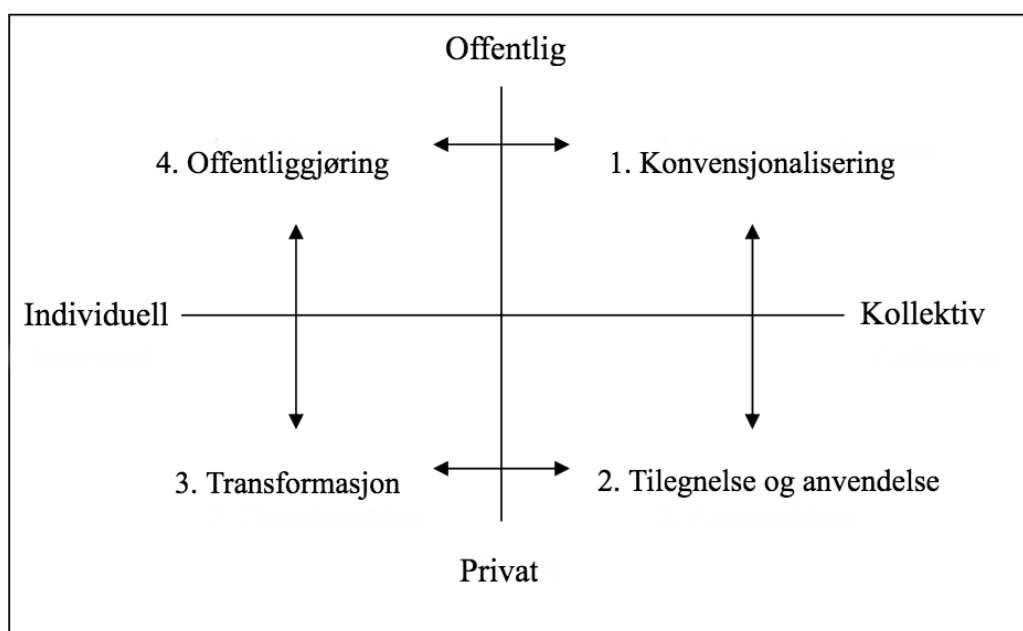 Offentlig
4. Offentliggjøring
1. Konvensjonalisering
Individuell
Kollektiv
3. Transformasjon
2. Tilegnelse og anvendelse
Privat